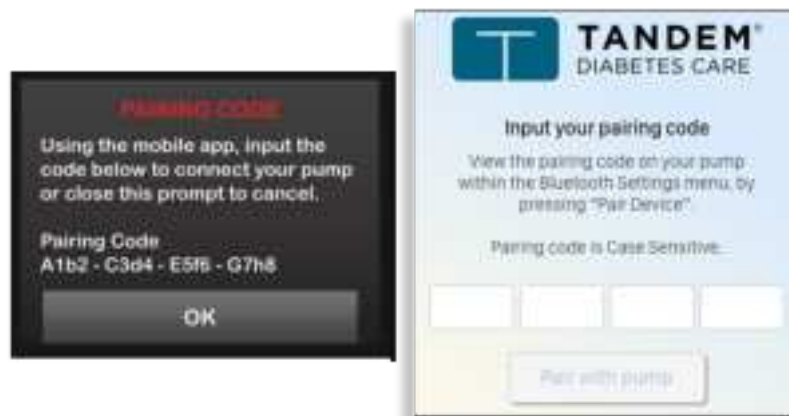 PAIRING CODE
Using the mobile app, input the
code below to connect your pump
or close this prompt to cancel.
Pairing Code
A1b2 - C3d4 - E5f6 - G7h8
OK
TANDEM®
DIABETES CARE
Input your pairing code
View the pairing code on your pump
within the Bluetooth Settings menu, by
pressing "Pair Device".
Pairing code is Case Sensitive.
Pair with pump